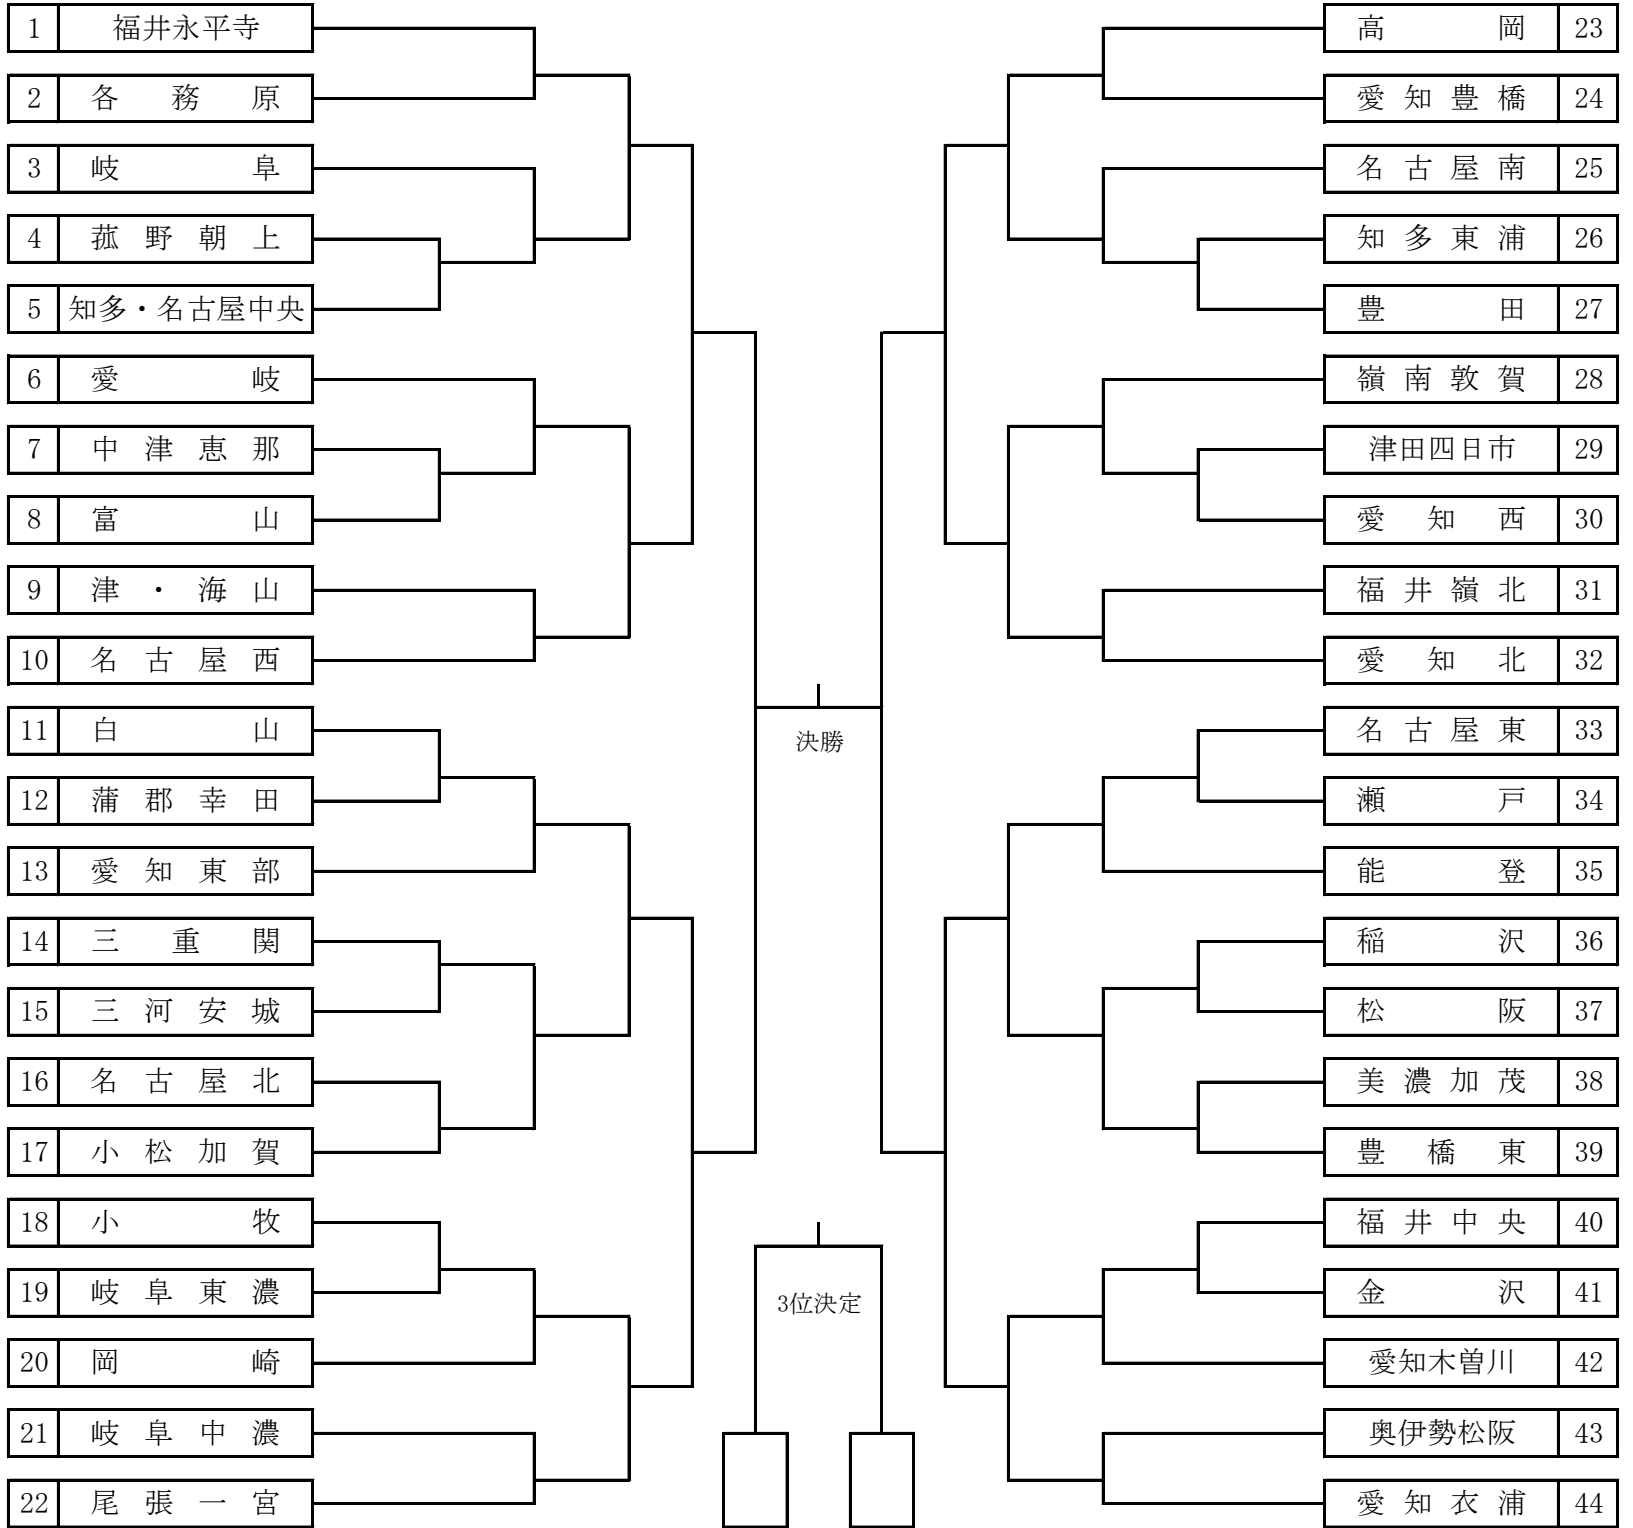 1 福井永平寺
2 各務原
3 岐阜
4 菰野朝上
5 知多・名古屋中央
6 愛岐
7 中津恵那
8 富山
9 津・海山
10 名古屋西
11 白山
12 蒲郡幸田
13 愛知東部
14 三重関
15 三河安城
16 名古屋北
17 小松加賀
18 小牧
19 岐阜東濃
20 岡崎
21 岐阜中濃
22 尾張一宮
決勝
3位決定
高岡 23
愛知豊橋 24
名古屋南 25
知多東浦 26
豊田 27
嶺南敦賀 28
津田四日市 29
愛知西 30
福井嶺北 31
愛知北 32
名古屋東 33
瀬戸 34
能登 35
稲沢 36
松阪 37
美濃加茂 38
豊橋東 39
福井中央 40
金沢 41
愛知木曽川 42
奥伊勢松阪 43
愛知衣浦 44